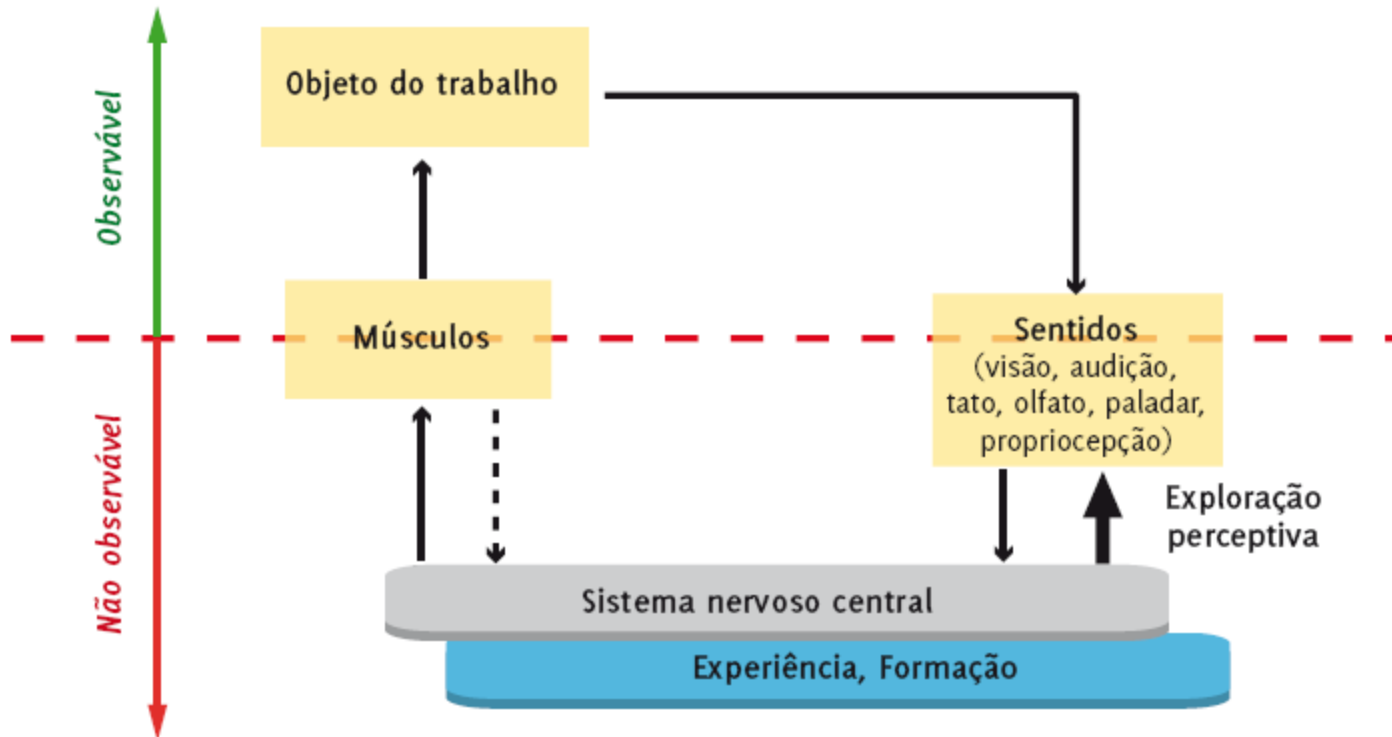 Observável
Objeto do trabalho
Músculos
Sentidos
(visão, audição,
tato, olfato, paladar,
propriocepção)
Não observável
Exploração
perceptiva
Sistema nervoso central
Experiência, Formação